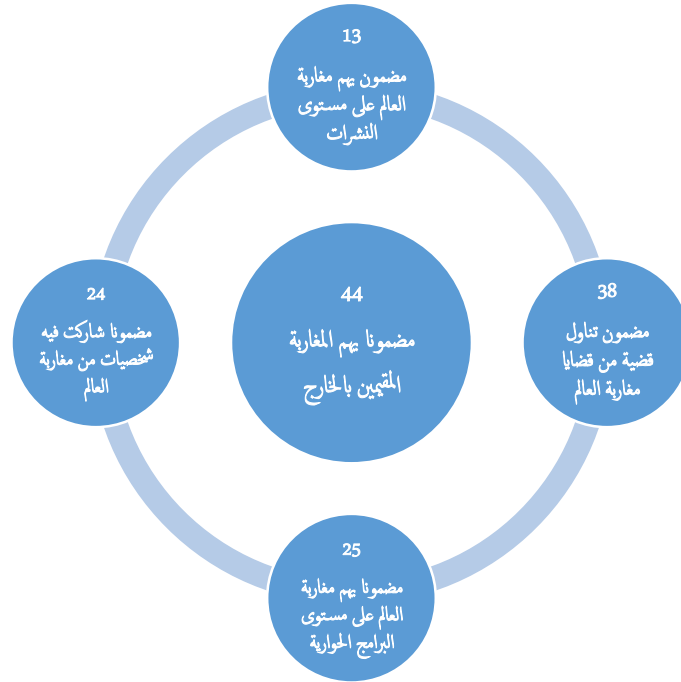 13
مضمون يهم مغاربة
العالم على مستوى
النشرات
38
مضمون تناول
قضية من قضايا
مغاربة العالم
44
مضمونا يهم المغاربة
المقيمين بالخارج
24
مضمونا شاركت فيه
شخصيات من مغاربة
العالم
25
مضمونا يهم مغاربة
العالم على مستوى
البرامج الحوارية